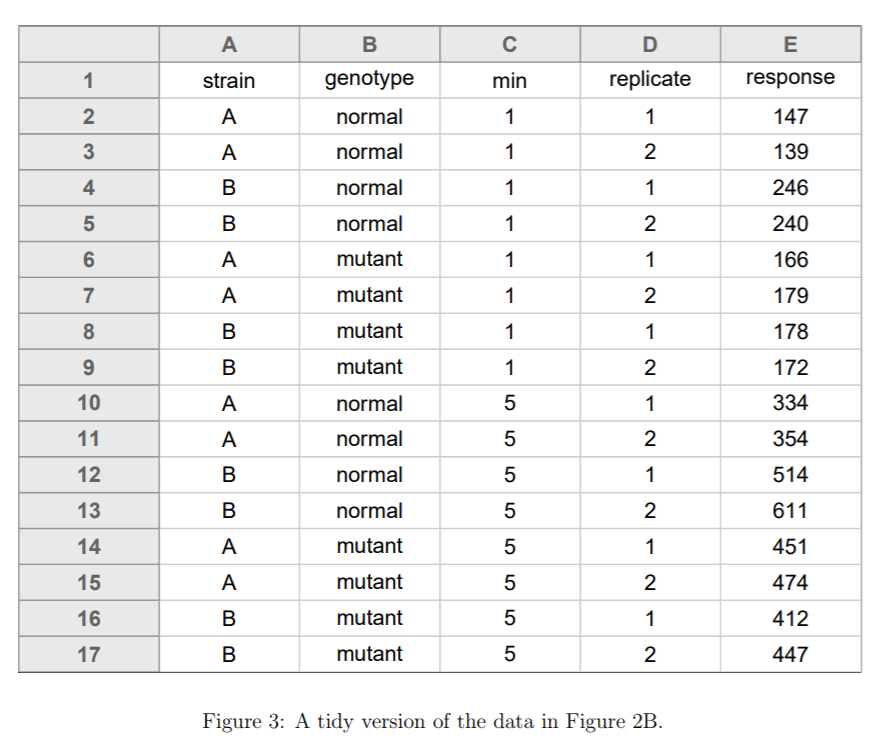 A B C D E
1 strain genotype min replicate response
2 A normal 1 1 147
3 A normal 1 2 139
4 B normal 1 1 246
5 B normal 1 2 240
6 A mutant 1 1 166
7 A mutant 1 2 179
8 B mutant 1 1 178
9 B mutant 1 2 172
10 A normal 5 1 334
11 A normal 5 2 354
12 B normal 5 1 514
13 B normal 5 2 611
14 A mutant 5 1 451
15 A mutant 5 2 474
16 B mutant 5 1 412
17 B mutant 5 2 447
Figure 3: A tidy version of the data in Figure 2B.